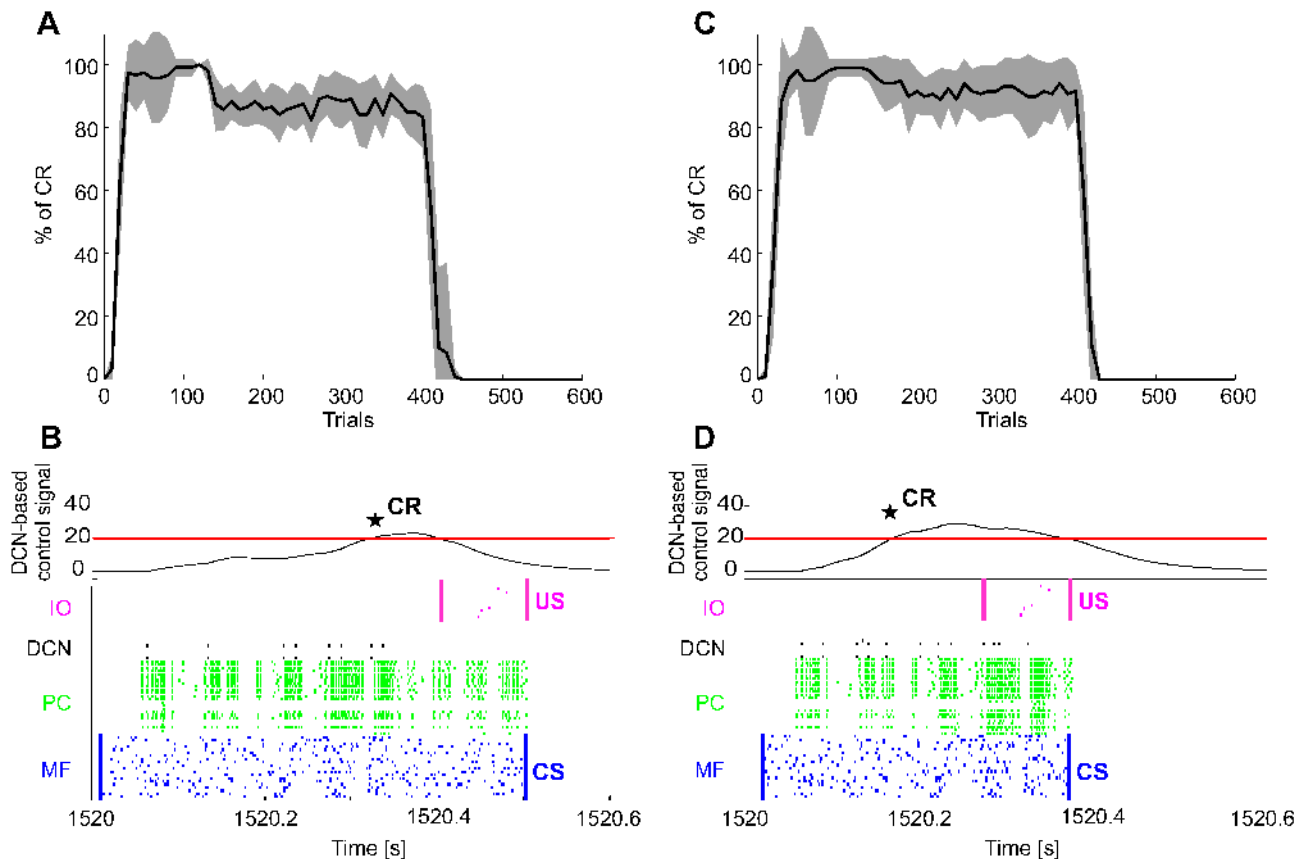 A
% of CR
100
80
60
40
20
0
0 100 200 300 400 500 600
Trials
C
% of CR
100
80
60
40
20
0
0 100 200 300 400 500 600
Trials
B
DCN-based
control signal
40
20
0
CR
IO
US
DCN
PC
MF
CS
1520 1520.2 1520.4 1520.6
Time [s]
D
DCN-based
control signal
40
20
0
CR
IO
US
DCN
PC
MF
CS
1520 1520.2 1520.4 1520.6
Time [s]